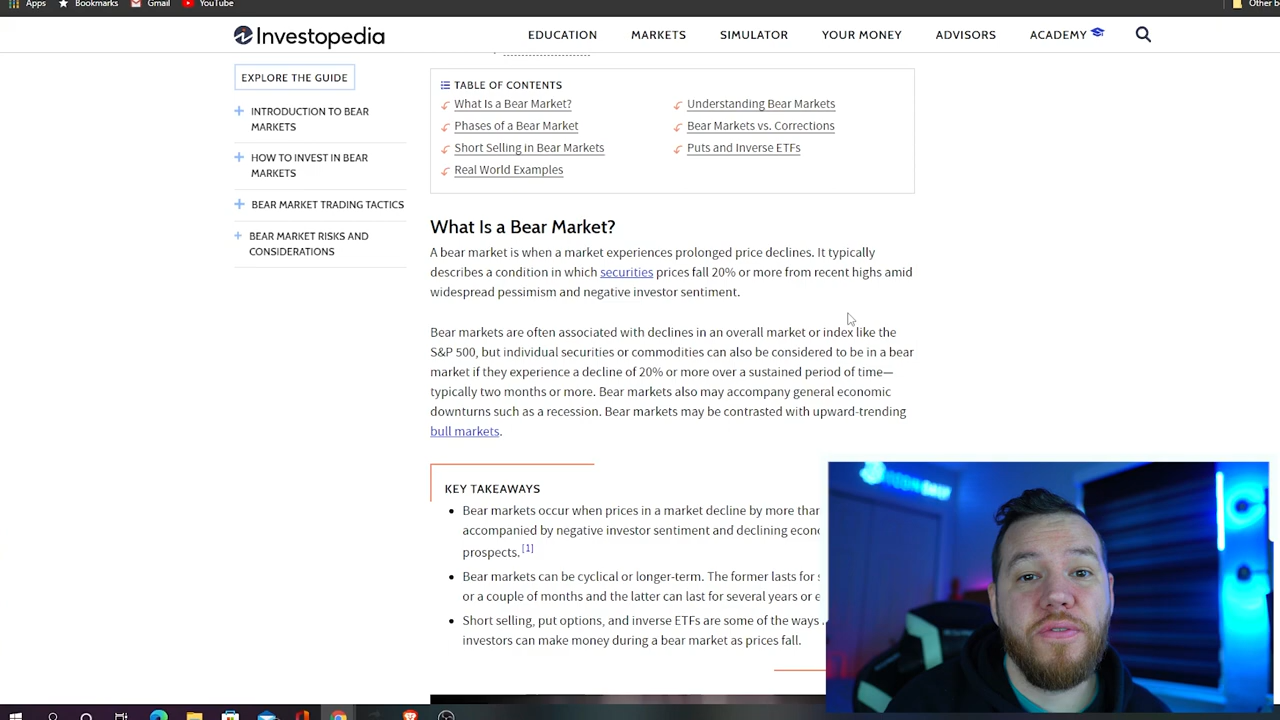 Apps Bookmarks Gmail YouTube Other b
Investopedia EDUCATION MARKETS SIMULATOR YOUR MONEY ADVISORS ACADEMY
EXPLORE THE GUIDE
INTRODUCTION TO BEAR
MARKETS
HOW TO INVEST IN BEAR
MARKETS
BEAR MARKET TRADING TACTICS
BEAR MARKET RISKS AND
CONSIDERATIONS
TABLE OF CONTENTS
What Is a Bear Market? Understanding Bear Markets
Phases of a Bear Market Bear Markets vs. Corrections
Short Selling in Bear Markets Puts and Inverse ETFs
Real World Examples
What Is a Bear Market?
A bear market is when a market experiences prolonged price declines. It typically
describes a condition in which securities prices fall 20% or more from recent highs amid
widespread pessimism and negative investor sentiment.
Bear markets are often associated with declines in an overall market or index like the
S&P 500, but individual securities or commodities can also be considered to be in a bear
market if they experience a decline of 20% or more over a sustained period of time—
typically two months or more. Bear markets also may accompany general economic
downturns such as a recession. Bear markets may be contrasted with upward-trending
bull markets.
KEY TAKEAWAYS
Bear markets occur when prices in a market decline by more than
accompanied by negative investor sentiment and declining econ
prospects. [1]
Bear markets can be cyclical or longer-term. The former lasts for s
or a couple of months and the latter can last for several years or e
Short selling, put options, and inverse ETFs are some of the ways
investors can make money during a bear market as prices fall.